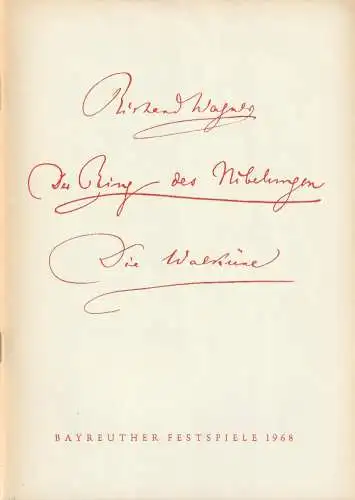 Richard Wagner
Der Ring des Nibelungen
Die Walküre
BAYREUTHER FESTSPIELE 1968